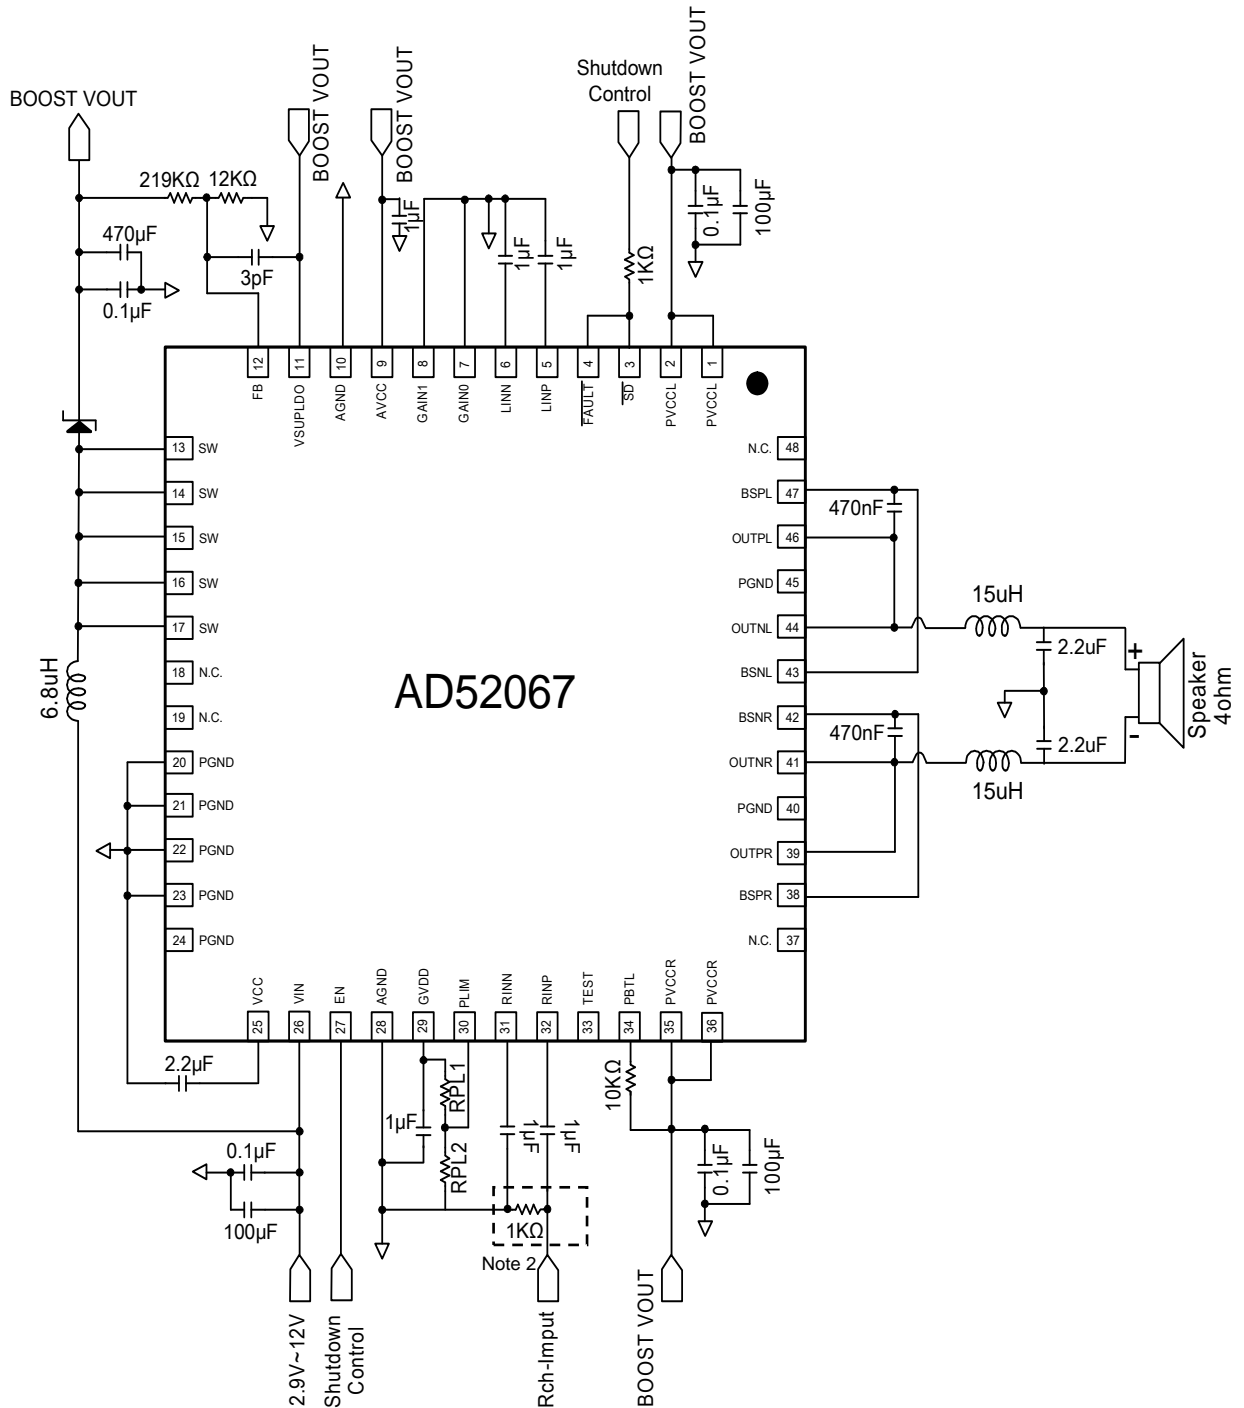 BOOST VOUT
BOOST VOUT
BOOST VOUT
Shutdown
Control
BOOST VOUT
219KΩ
12KΩ
470µF
0.1µF
3pF
1µF
1µF
1µF
1KΩ
0.1µF
100µF
12
11
10
9
8
7
6
5
4
3
2
1
FB
VSUPLDO
AGND
AVCC
GAIN1
GAIN0
LINN
LINP
FAULT
SD
PVCCL
PVCCL
13 SW
14 SW
15 SW
16 SW
17 SW
18 N.C.
19 N.C.
20 PGND
21 PGND
22 PGND
23 PGND
24 PGND
6.8uH
AD52067
N.C. 48
BSPL 47
OUTPL 46
PGND 45
OUTNL 44
BSNL 43
BSNR 42
OUTNR 41
PGND 40
OUTPR 39
BSPR 38
N.C. 37
470nF
470nF
15uH
15uH
2.2uF
2.2uF
+
-
Speaker
4ohm
VCC
VIN
EN
AGND
GVDD
PLIM
RINN
RINP
TEST
PBTL
PVCCR
PVCCR
25
26
27
28
29
30
31
32
33
34
35
36
2.2µF
0.1µF
100µF
1µF
RPL1
RPL2
1µF
1µF
1KΩ
Note 2
10KΩ
0.1µF
100µF
2.9V~12V
Shutdown
Control
Rch-Imput
BOOST VOUT